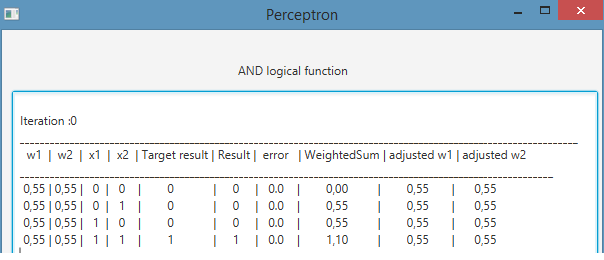 Perceptron
AND logical function
Iteration :0
w1 | w2 | x1 | x2 | Target result | Result | error | WeightedSum | adjusted w1 | adjusted w2
0,55 | 0,55 | 0 | 0 | 0 | 0 | 0.0 | 0,00 | 0,55 | 0,55
0,55 | 0,55 | 0 | 1 | 0 | 0 | 0.0 | 0,55 | 0,55 | 0,55
0,55 | 0,55 | 1 | 0 | 0 | 0 | 0.0 | 0,55 | 0,55 | 0,55
0,55 | 0,55 | 1 | 1 | 1 | 1 | 0.0 | 1,10 | 0,55 | 0,55